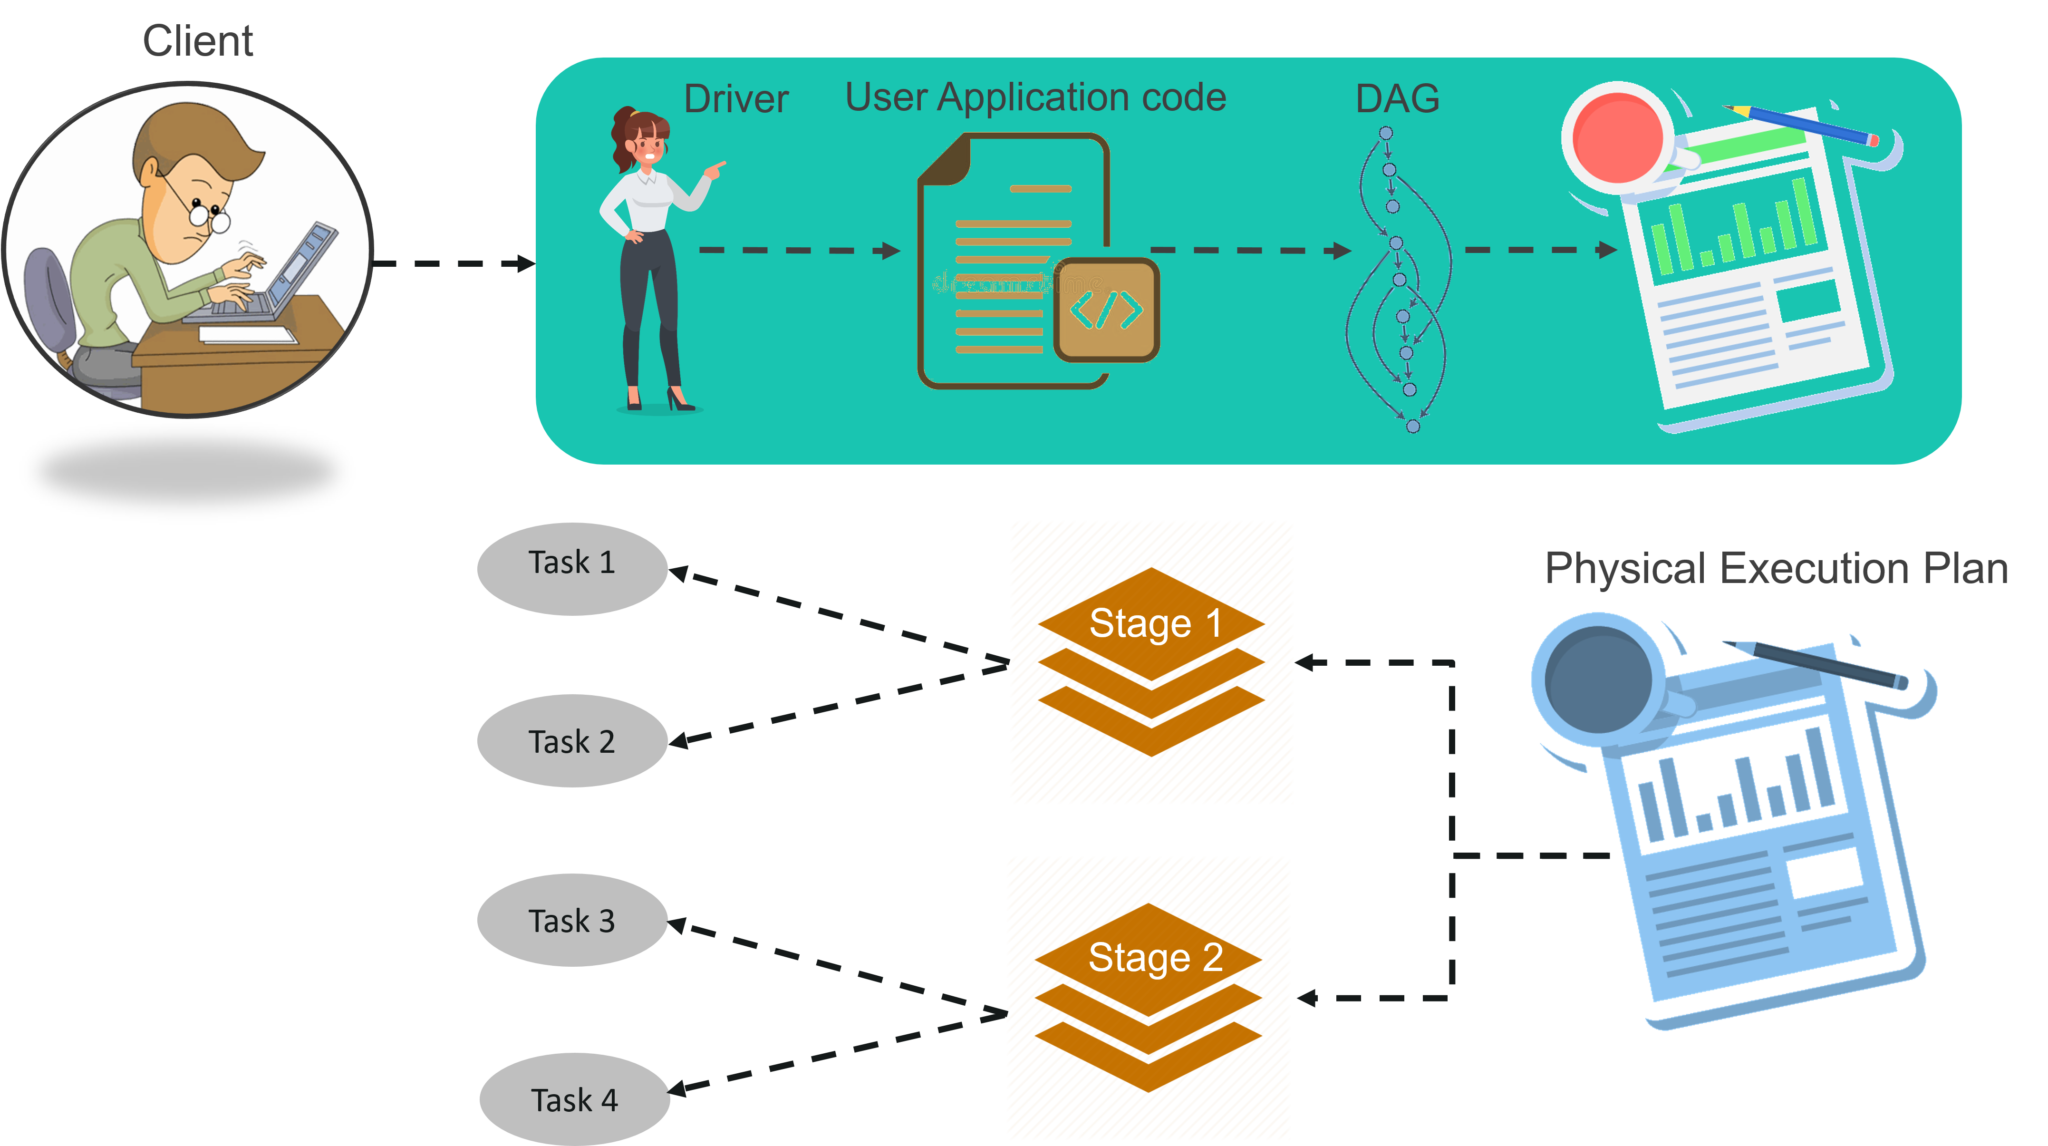 Client
Driver
User Application code
DAG
Task 1
Stage 1
Physical Execution Plan
Task 2
Task 3
Stage 2
Task 4